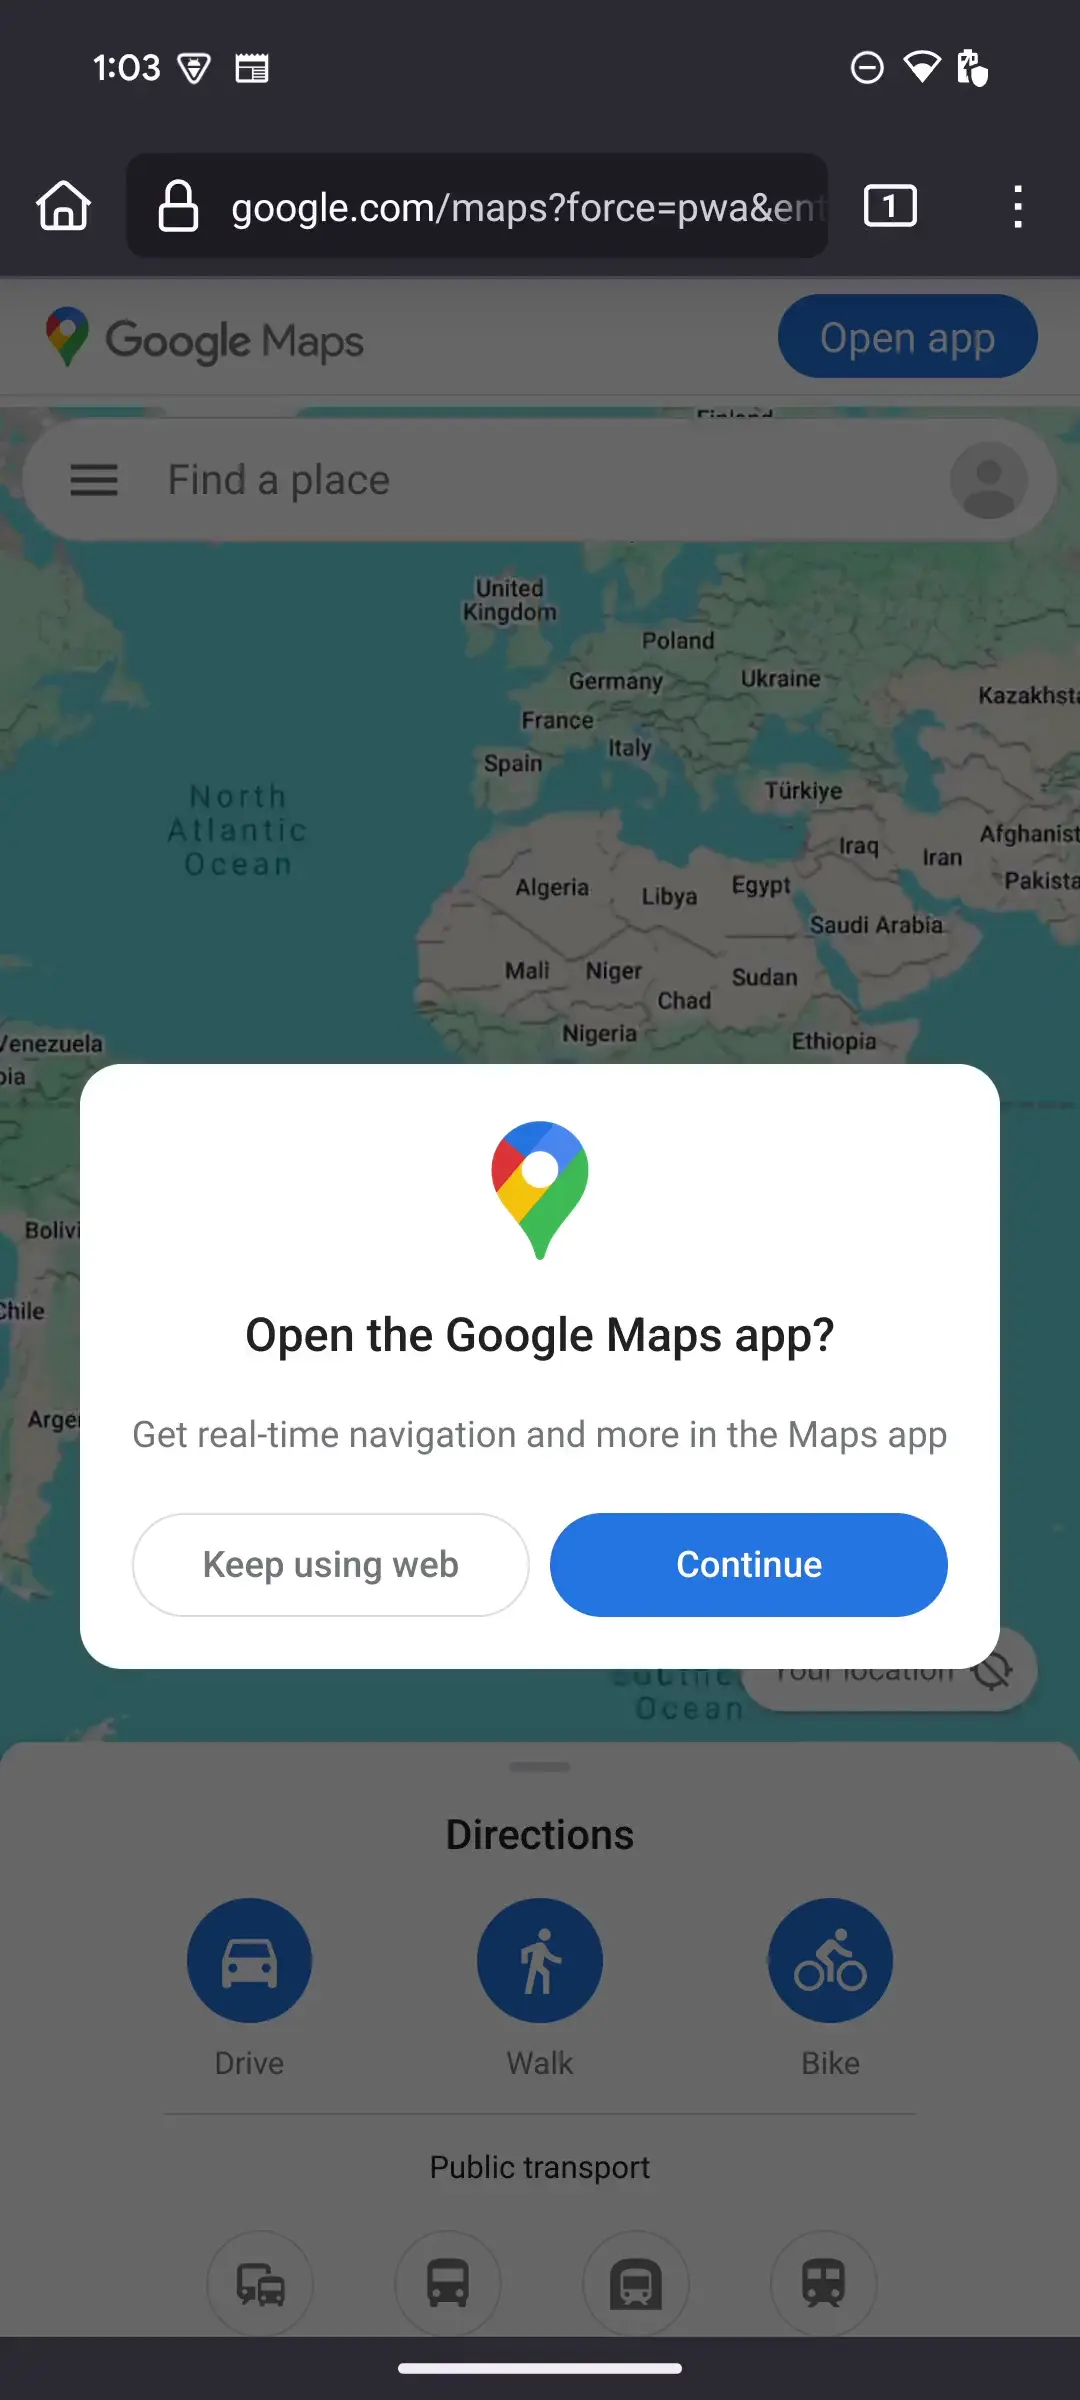 1:03
google.com/maps?force=pwa&ent
1
Google Maps
Open app
Finland
Find a place
United
Kingdom
Poland
Germany
Ukraine
Kazakhsta
France
Italy
Spain
Türkiye
North
Atlantic
Ocean
Afghanist
Iraq
Iran
Pakista
Algeria
Libya
Egypt
Saudi Arabia
Mali
Niger
Sudan
Chad
Nigeria
Ethiopia
Venezuela
bia
Bolivi
Chile
Arge
Open the Google Maps app?
Get real-time navigation and more in the Maps app
Keep using web
Continue
Your location
Ocean
Directions
Drive
Walk
Bike
Public transport